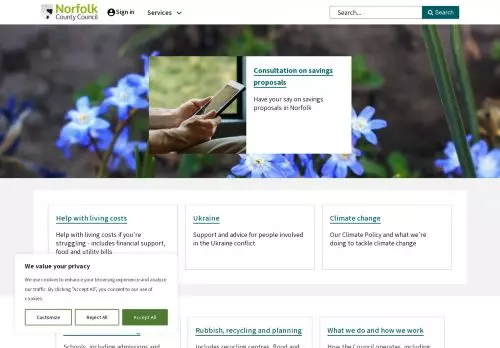 Norfolk
County Council
Sign in
Services
Search...
Search
Consultation on savings
proposals
Have your say on savings
proposals in Norfolk
Help with living costs
Help with living costs if you're
struggling - includes financial support,
food and utility bills
Ukraine
Support and advice for people involved
in the Ukraine conflict
Climate change
Our Climate Policy and what we're
doing to tackle climate change
We value your privacy
We use cookies to enhance your browsing experience and analyze
our traffic. By clicking "Accept All", you consent to our use of
cookies.
Customize
Reject All
Accept All
Schools, including admissions and
Rubbish, recycling and planning
Includes recycling centres, flood and
What we do and how we work
How the Council operates, including